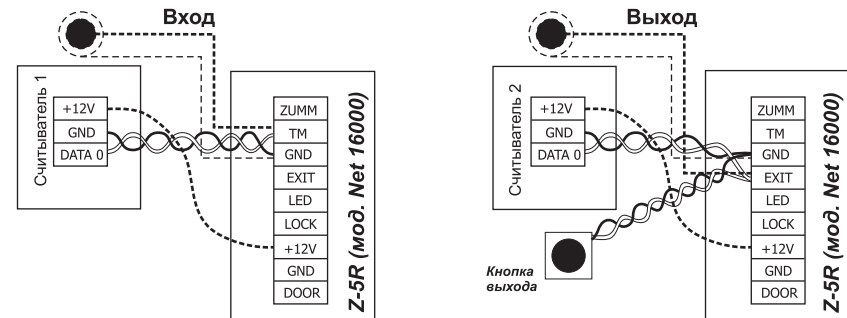 Вход
Считыватель 1
+12V
GND
DATA 0
ZUMM
TM
GND
EXIT
LED
LOCK
+12V
GND
DOOR
Z-5R (мод. Net 16000)
Выход
Считыватель 2
+12V
GND
DATA 0
ZUMM
TM
GND
EXIT
LED
LOCK
+12V
GND
DOOR
Z-5R (мод. Net 16000)
Кнопка
выхода